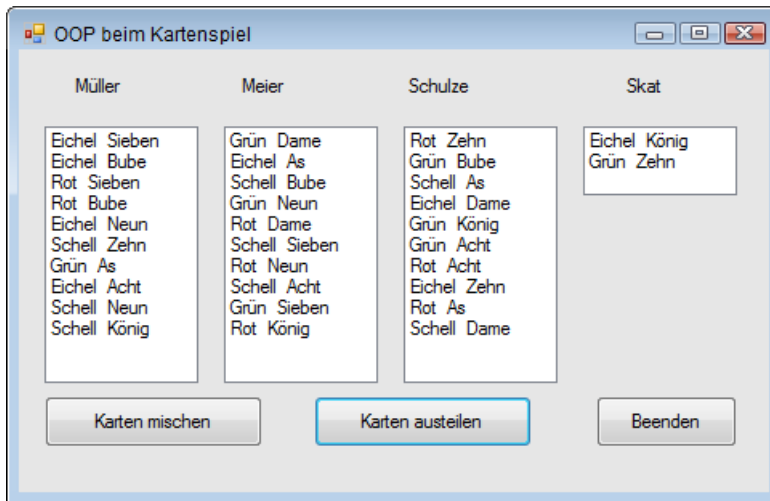 OOP beim Kartenspiel
Müller
Meier
Schulze
Skat
Eichel Sieben
Eichel Bube
Rot Sieben
Rot Bube
Eichel Neun
Schell Zehn
Grün As
Eichel Acht
Schell Neun
Schell König
Grün Dame
Eichel As
Schell Bube
Grün Neun
Rot Dame
Schell Sieben
Rot Neun
Schell Acht
Grün Sieben
Rot König
Rot Zehn
Grün Bube
Schell As
Eichel Dame
Grün König
Grün Acht
Rot Acht
Eichel Zehn
Rot As
Schell Dame
Eichel König
Grün Zehn
Karten mischen
Karten austeilen
Beenden